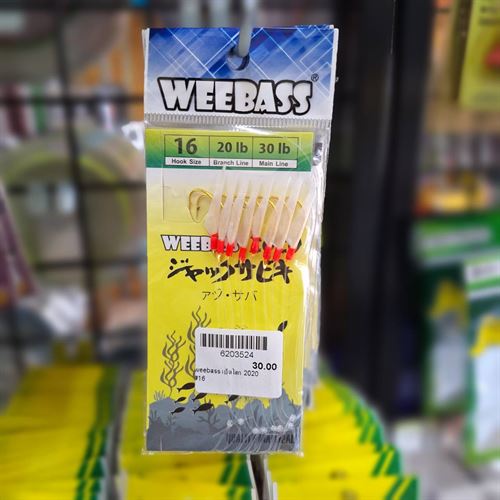 WEEBASS®
16 20 lb 30 lb
Hook Size Branch Line Main Line
WEEBASS
ジャックサビキ
アジ・サバ
6203524
30.00
weebass เบ็ดโสก 2020
#16